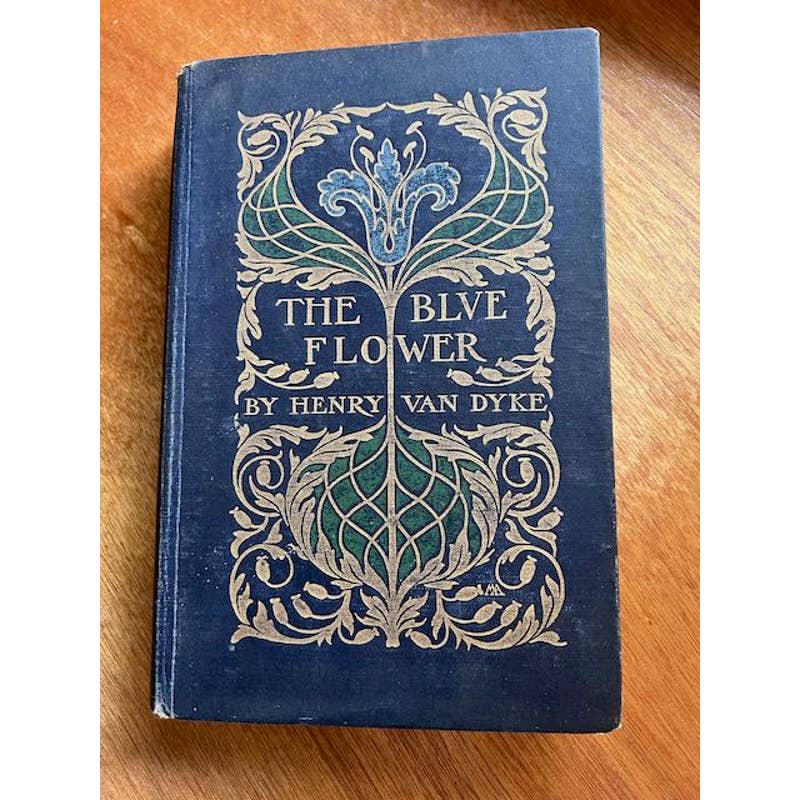 THE BLVE
FLOWER
BY HENRY VAN DYKE